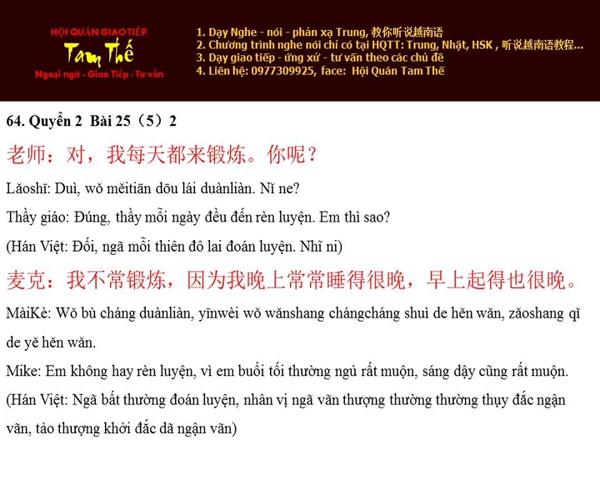 HỘI QUÁN GIAO TIẾP
Tam Thế
Ngoại ngữ - Giao Tiếp - Tư vấn
1. Dạy Nghe - nói - phản xạ Trung, 教你听说越南语
2. Chương trình nghe nói chỉ có tại HQTT: Trung, Nhật, HSK , 听说越南语教程...
3. Dạy giao tiếp - ứng xử - tư vấn theo các chủ đề
4. Liên hệ: 0977309925, face: Hội Quán Tam Thế
64. Quyển 2 Bài 25（5）2
老师：对，我每天都来锻炼。你呢？
Lǎoshī: Duì, wǒ měitiān dōu lái duànliàn. Nǐ ne?
Thầy giáo: Đúng, thầy mỗi ngày đều đến rèn luyện. Em thì sao?
(Hán Việt: Đối, ngã mỗi thiên đô lai đoán luyện. Nhĩ ni)
麦克：我不常锻炼，因为我晚上常常睡得很晚，早上起得也很晚。
MàiKè: Wǒ bù cháng duànliàn, yīnwèi wǒ wǎnshang chángcháng shuì de hěn wǎn, zǎoshang qǐ
de yě hěn wǎn.
Mike: Em không hay rèn luyện, vì em buổi tối thường ngủ rất muộn, sáng dậy cũng rất muộn.
(Hán Việt: Ngã bất thường đoán luyện, nhân vị ngã vãn thượng thường thường thụy đắc ngận
vãn, tảo thượng khởi đắc dã ngận vãn)